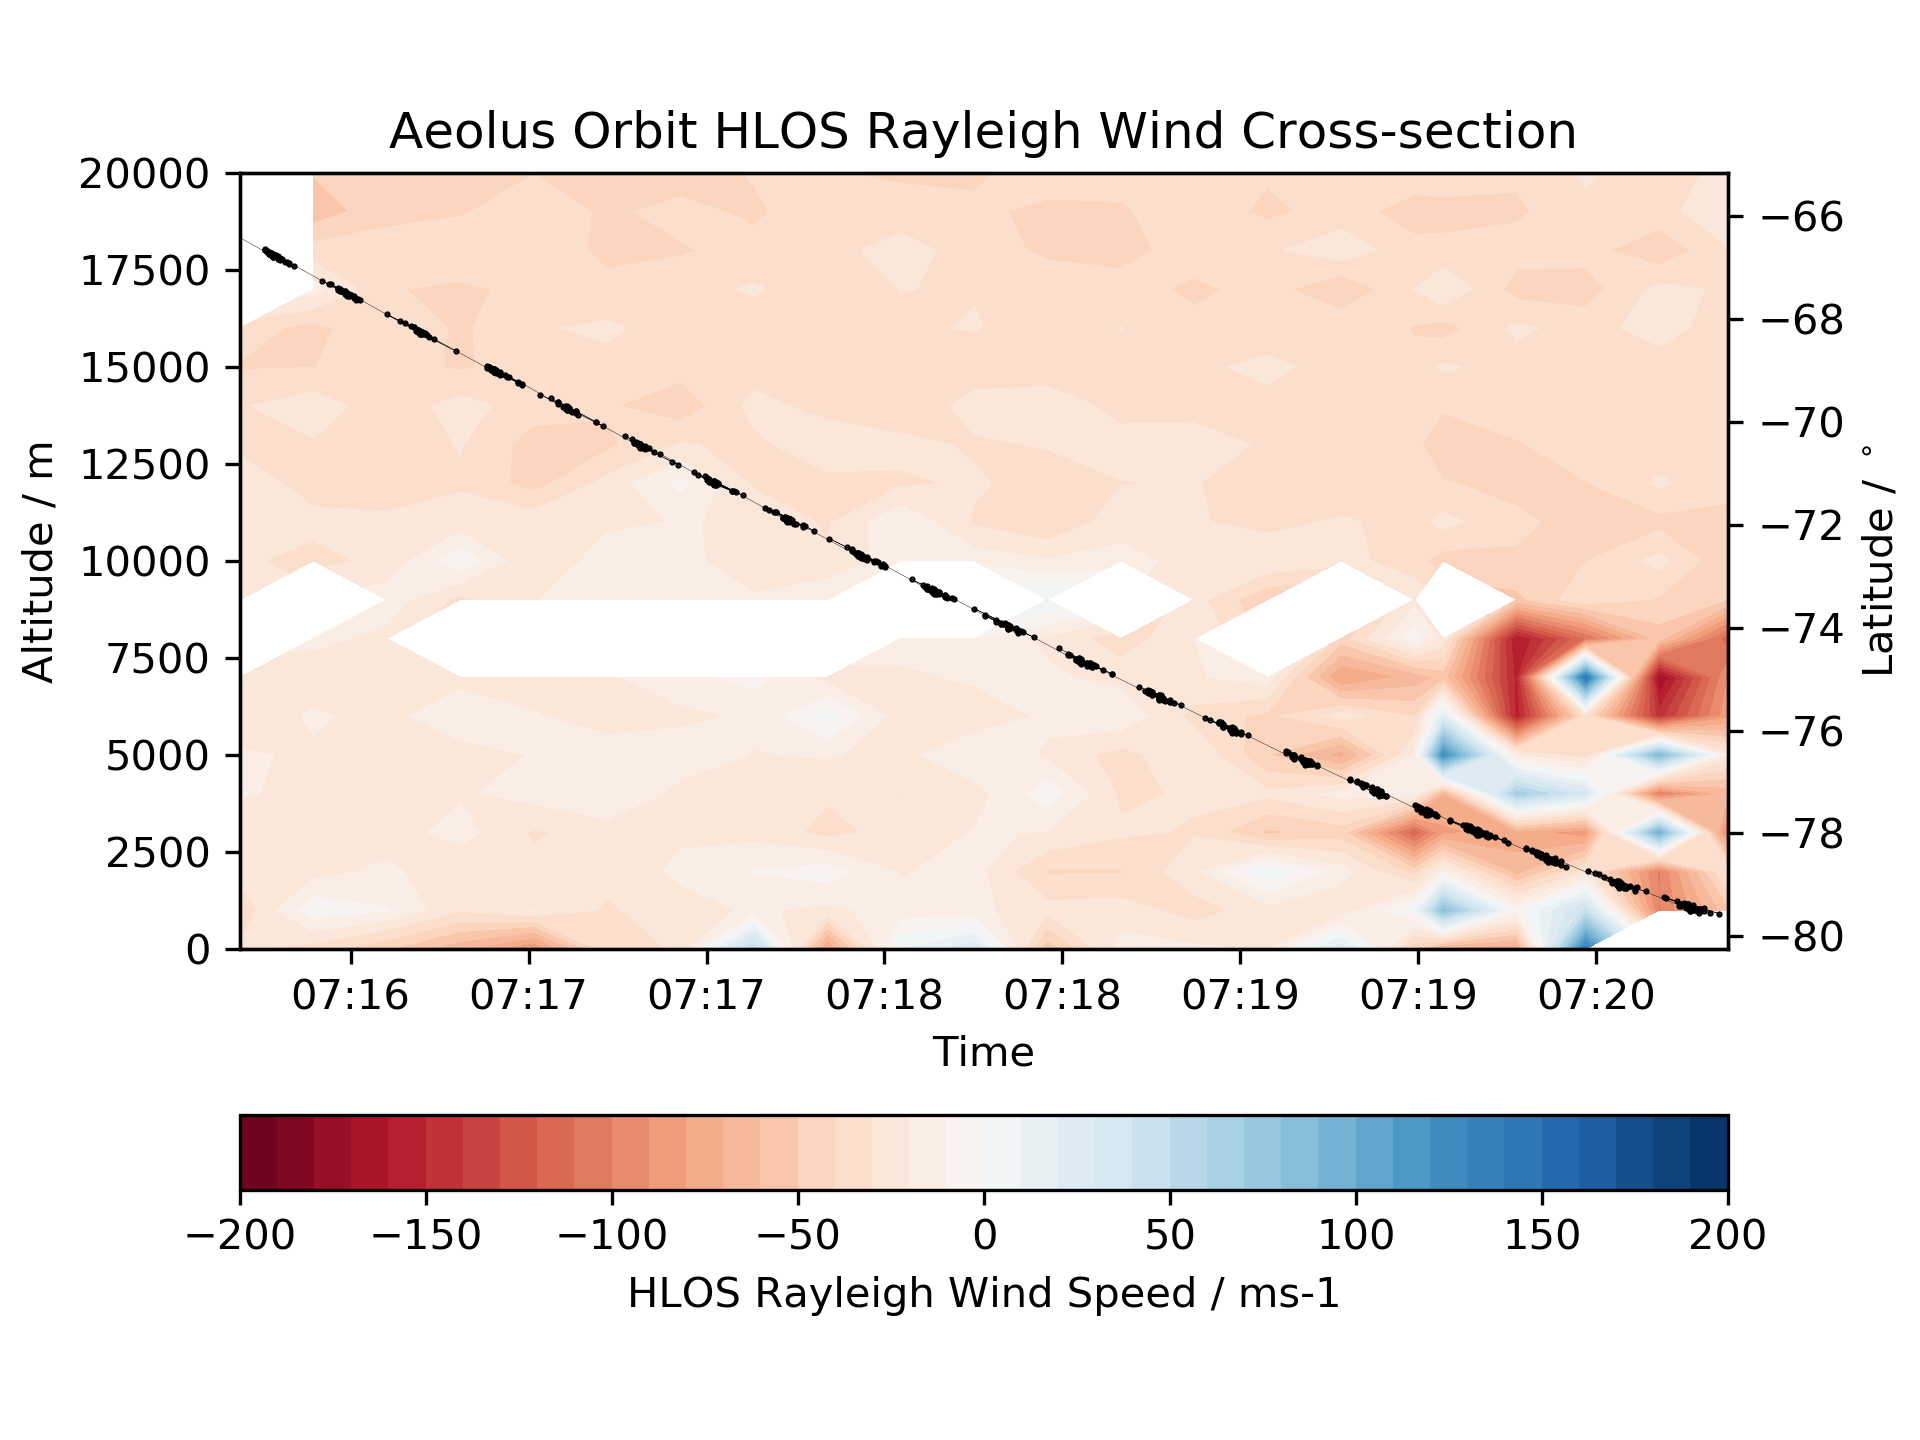 Aeolus Orbit HLOS Rayleigh Wind Cross-section
20000
17500
15000
12500
10000
7500
5000
2500
0
Altitude / m
−66
−68
−70
−72
−74
−76
−78
−80
Latitude / °
07:16 07:17 07:17 07:18 07:18 07:19 07:19 07:20
Time
−200 −150 −100 −50 0 50 100 150 200
HLOS Rayleigh Wind Speed / ms-1